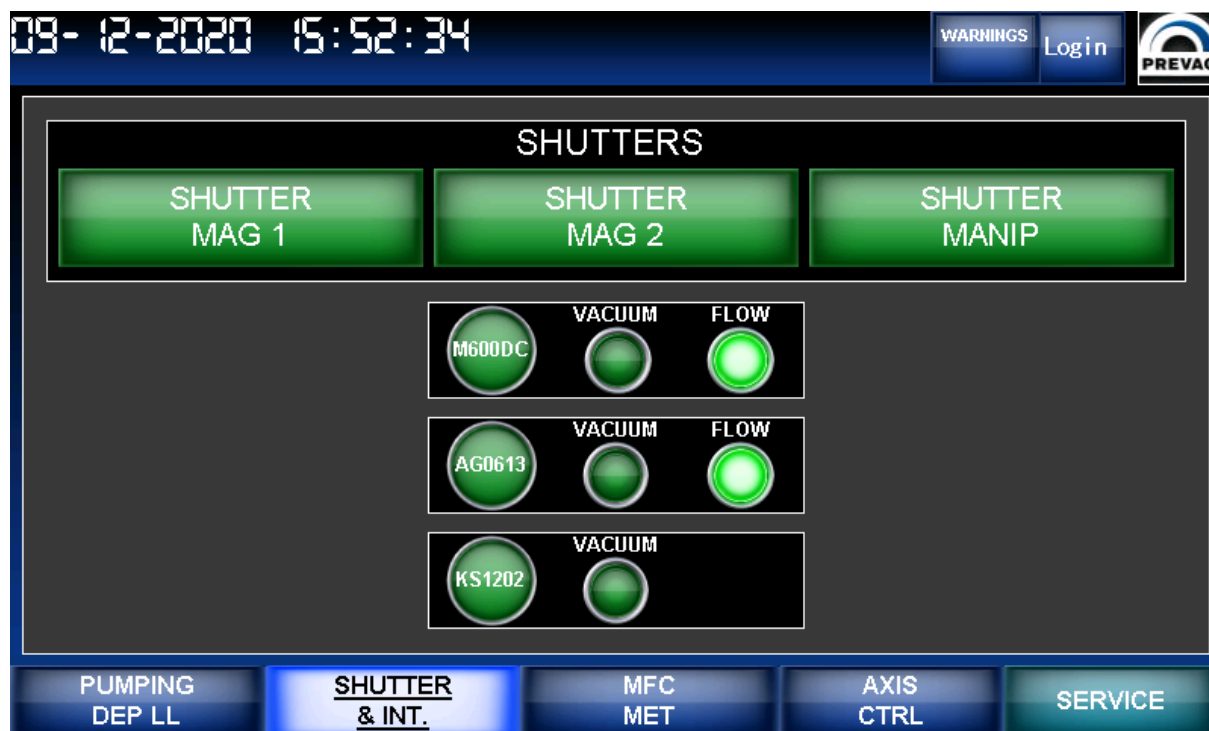 09-12-2020 15:52:34
WARNINGS
Login
SHUTTERS
SHUTTER
MAG 1
SHUTTER
MAG 2
SHUTTER
MANIP
M600DC
VACUUM
FLOW
AG0613
VACUUM
FLOW
KS1202
VACUUM
PUMPING
DEP LL
SHUTTER
& INT.
MFC
MET
AXIS
CTRL
SERVICE